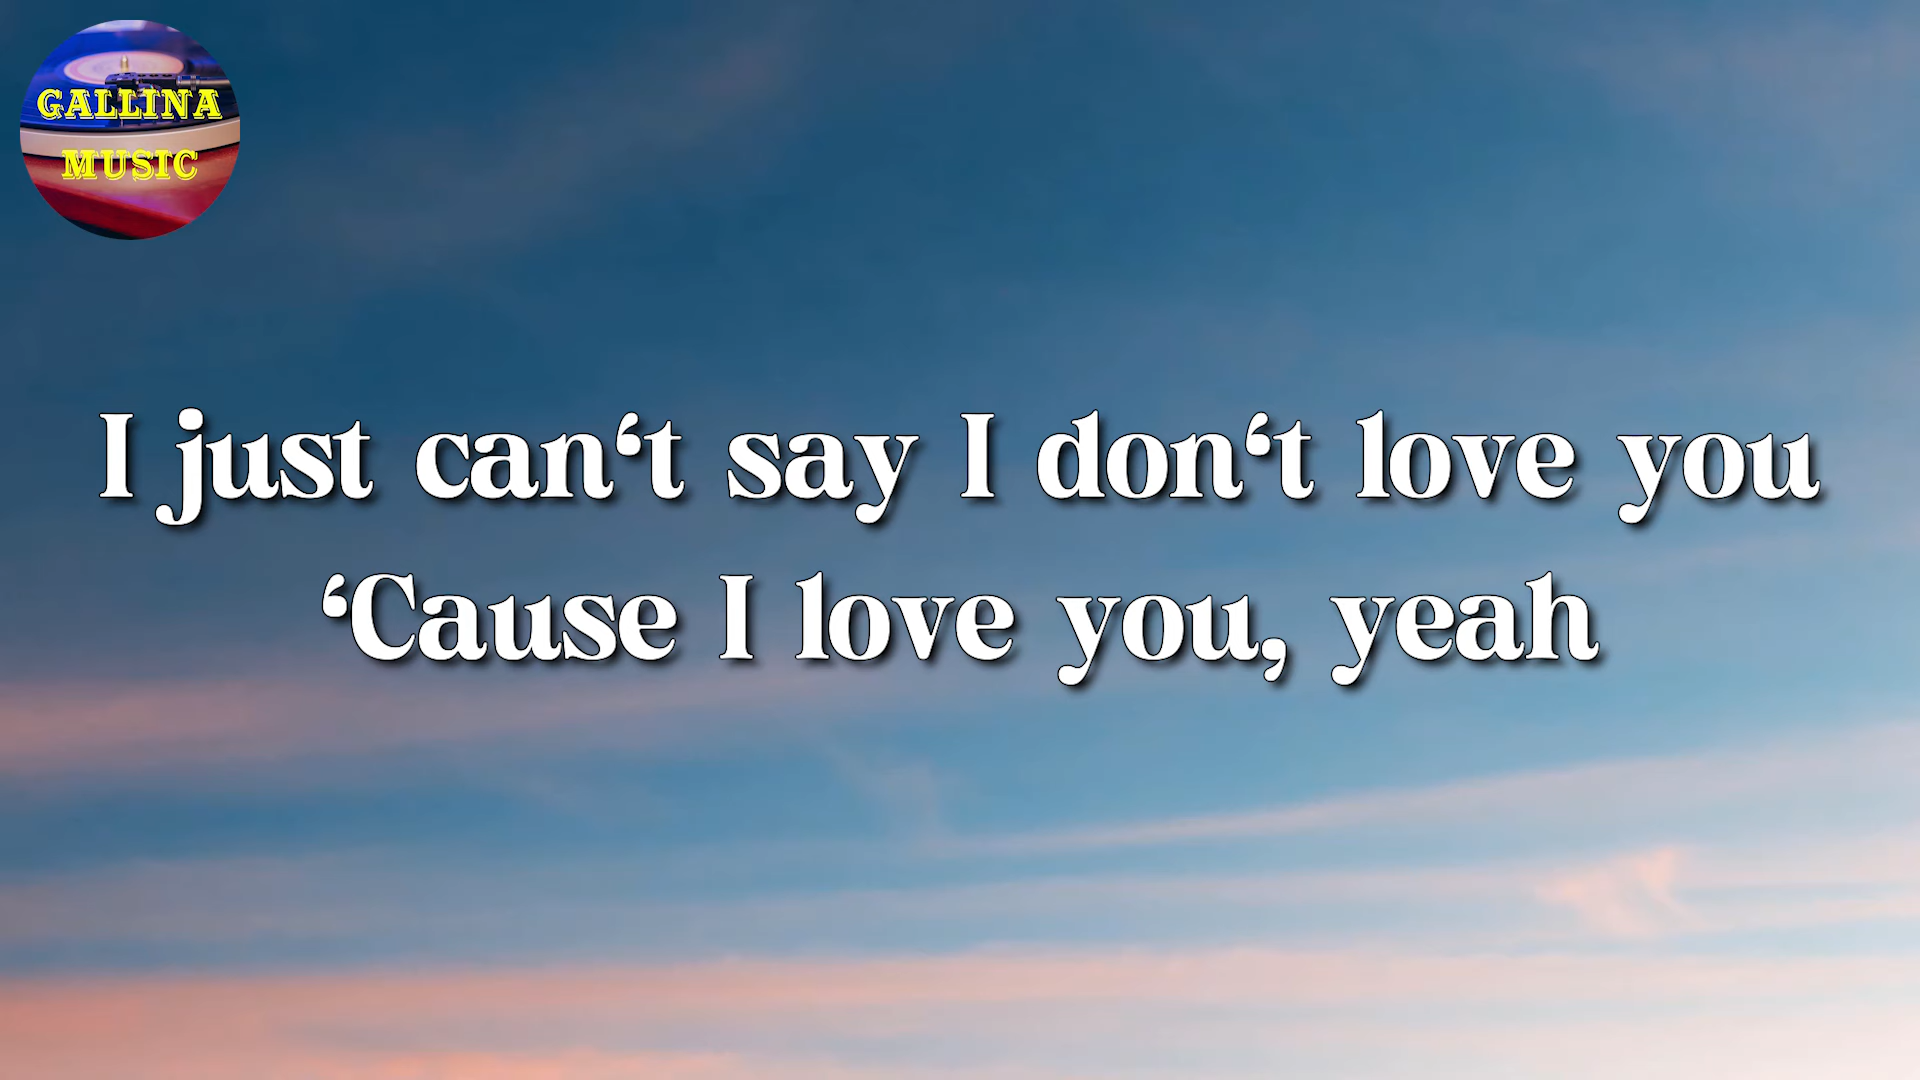 GALLINA
MUSIC
I just can‘t say I don‘t love you
‘Cause I love you, yeah